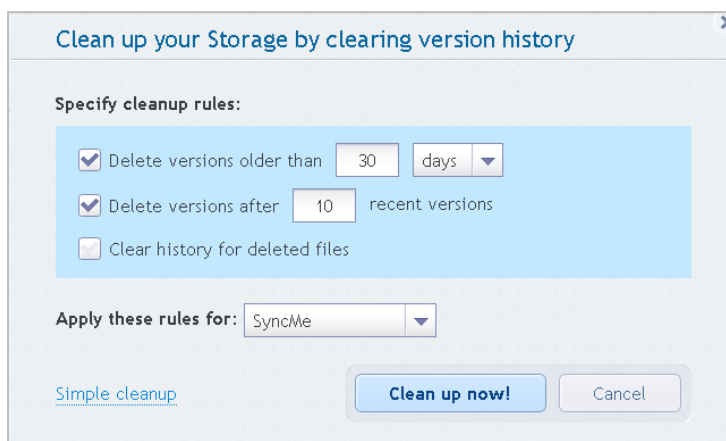 Clean up your Storage by clearing version history
Specify cleanup rules:
Delete versions older than 30 days
Delete versions after 10 recent versions
Clear history for deleted files
Apply these rules for: SyncMe
Simple cleanup Clean up now! Cancel